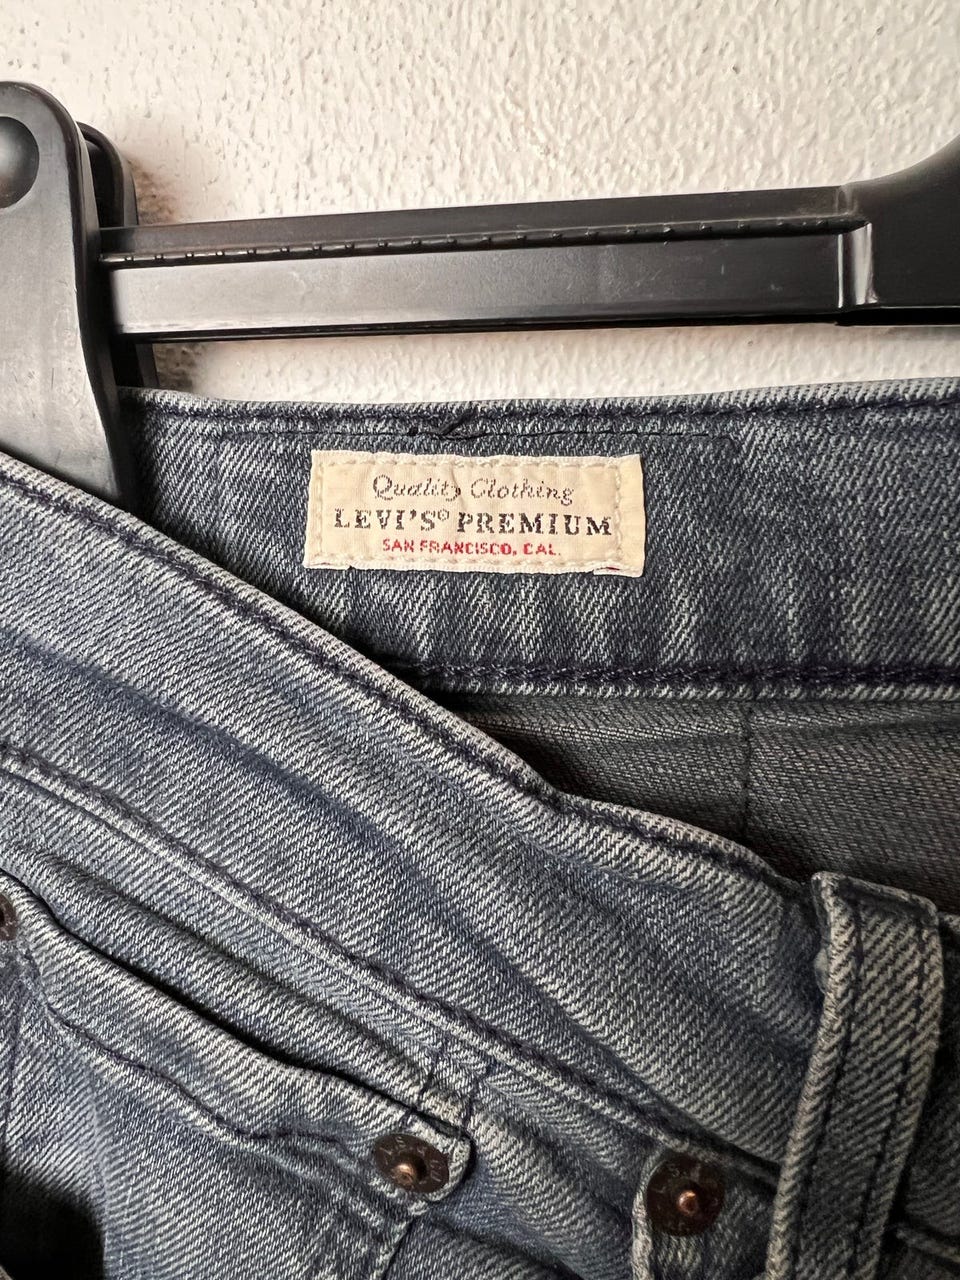 Quality Clothing
LEVI'S® PREMIUM
SAN FRANCISCO, CAL.